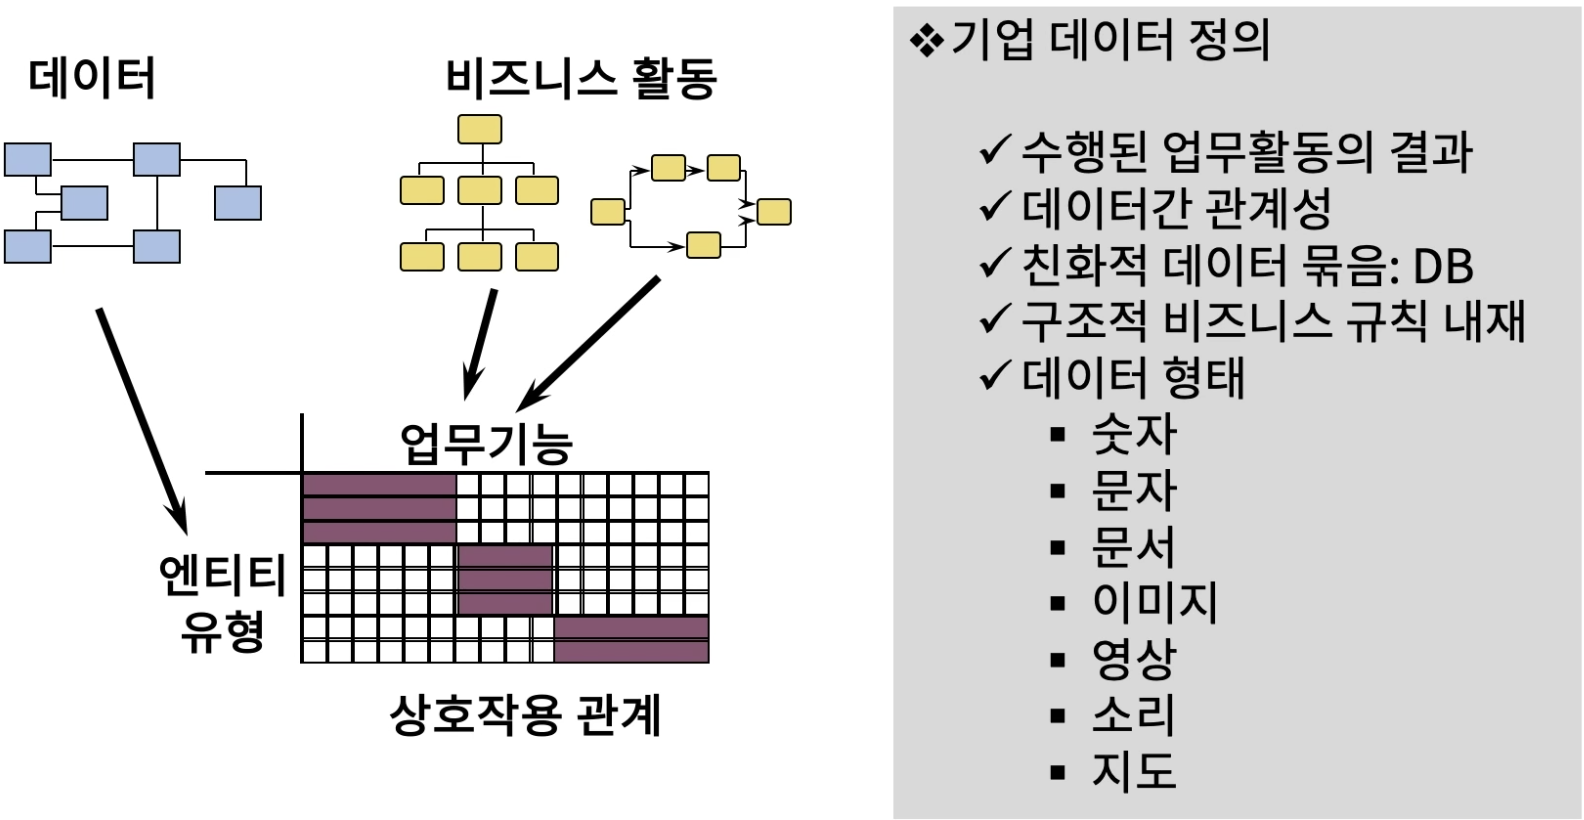 데이터
비즈니스 활동
업무기능
엔티티
유형
상호작용 관계
❖기업 데이터 정의
✓수행된 업무활동의 결과
✓데이터간 관계성
✓친화적 데이터 묶음: DB
✓구조적 비즈니스 규칙 내재
✓데이터 형태
▪ 숫자
▪ 문자
▪ 문서
▪ 이미지
▪ 영상
▪ 소리
▪ 지도